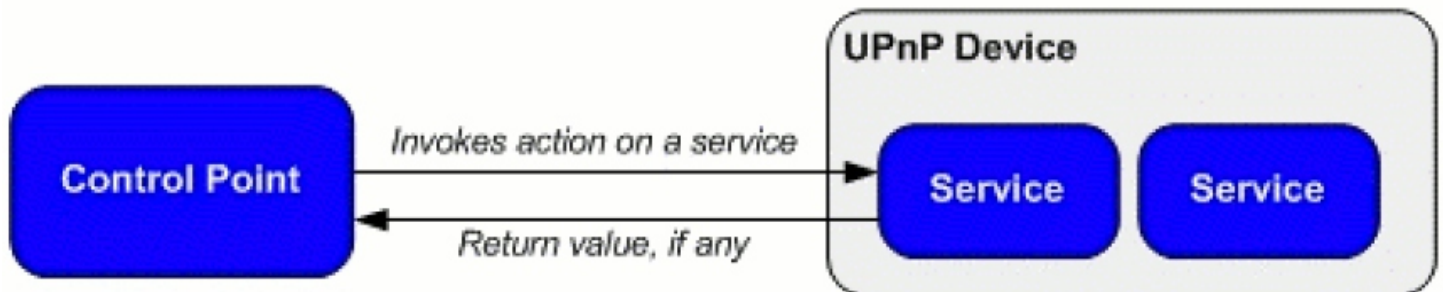 UPnP Device
Invokes action on a service
Control Point
Service
Service
Return value, if any